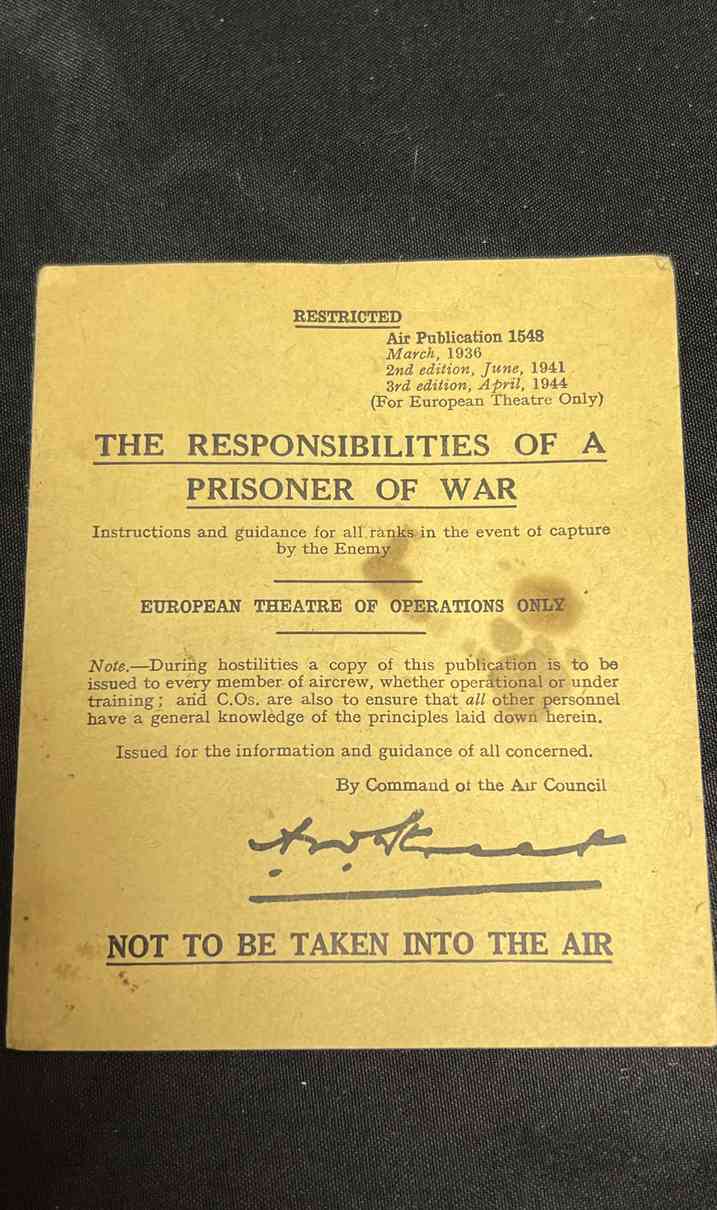 RESTRICTED
Air Publication 1548
March, 1936
2nd edition, June, 1941
3rd edition, April, 1944
(For European Theatre Only)
THE RESPONSIBILITIES OF A
PRISONER OF WAR
Instructions and guidance for all ranks in the event of capture
by the Enemy
EUROPEAN THEATRE OF OPERATIONS ONLY
Note.—During hostilities a copy of this publication is to be
issued to every member of aircrew, whether operational or under
training; and C.Os. are also to ensure that all other personnel
have a general knowledge of the principles laid down herein.
Issued for the information and guidance of all concerned.
By Command of the Air Council
A. W. Street
NOT TO BE TAKEN INTO THE AIR